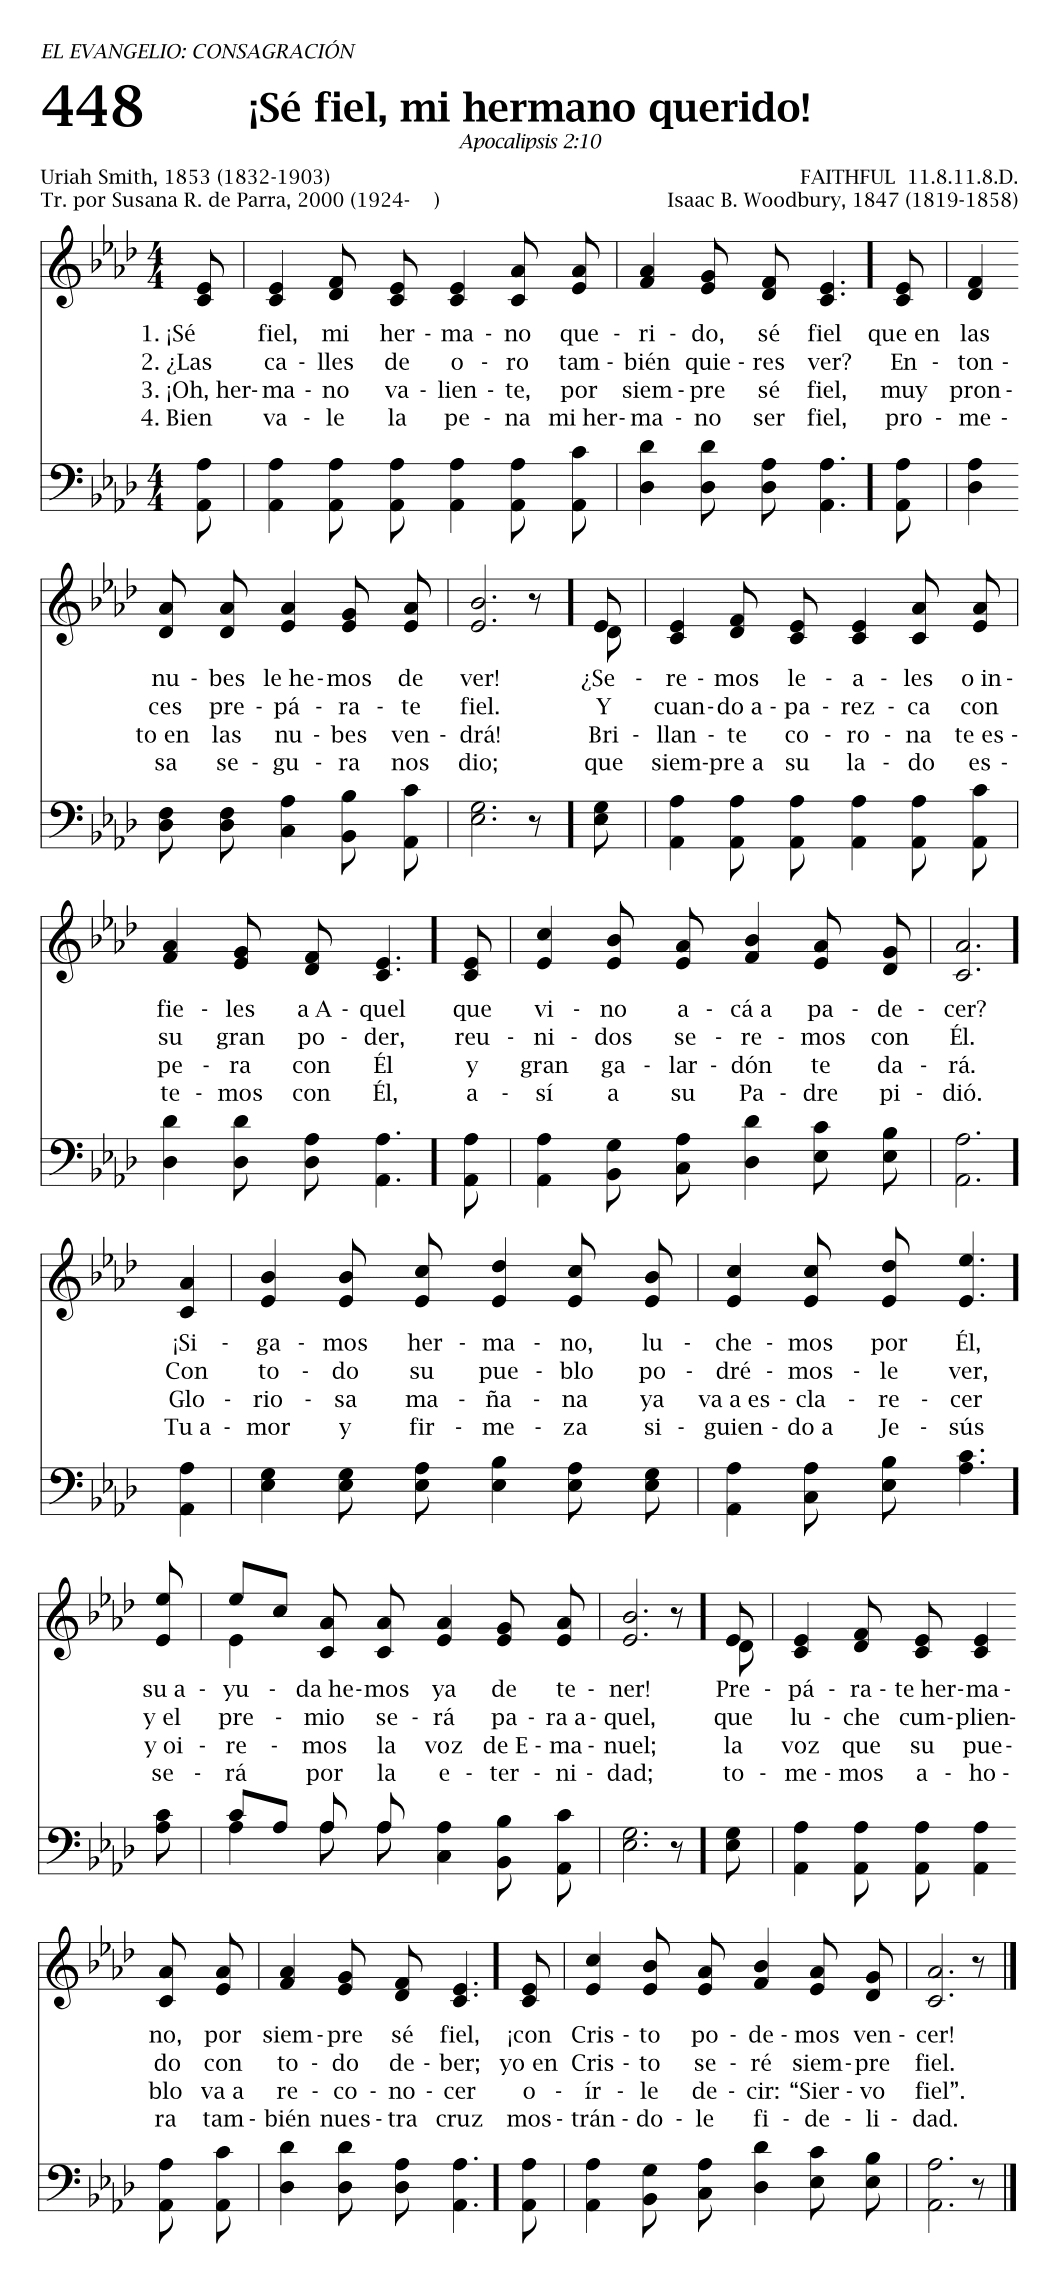 EL EVANGELIO: CONSAGRACIÓN
448 ¡Sé fiel, mi hermano querido!
Apocalipsis 2:10
Uriah Smith, 1853 (1832-1903) FAITHFUL 11.8.11.8.D.
Tr. por Susana R. de Parra, 2000 (1924- ) Isaac B. Woodbury, 1847 (1819-1858)
1. ¡Sé fiel, mi her - ma - no que - ri - do, sé fiel que en las
2. ¿Las ca - lles de o - ro tam - bién quie - res ver? En - ton -
3. ¡Oh, her- ma - no va - lien - te, por siem - pre sé fiel, muy pron -
4. Bien va - le la pe - na mi her- ma - no ser fiel, pro - me -
nu - bes le he - mos de ver! ¿Se - re - mos le - a - les o in -
ces pre - pá - ra - te fiel. Y cuan - do a - pa - rez - ca con
to en las nu - bes ven - drá! Bri - llan - te co - ro - na te es -
sa se - gu - ra nos dio; que siem - pre a su la - do es -
fie - les a A - quel que vi - no a - cá a pa - de - cer?
su gran po - der, reu - ni - dos se - re - mos con Él.
pe - ra con Él y gran ga - lar - dón te da - rá.
te - mos con Él, a - sí a su Pa - dre pi - dió.
¡Si - ga - mos her - ma - no, lu - che - mos por Él,
Con to - do su pue - blo po - dré - mos - le ver,
Glo - rio - sa ma - ña - na ya va a es - cla - re - cer
Tu a - mor y fir - me - za si - guien - do a Je - sús
su a - yu - da he - mos ya de te - ner! Pre - pá - ra - te her - ma -
y el pre - mio se - rá pa - ra a - quel, que lu - che cum - plien -
y oi - re - mos la voz de E - ma - nuel; la voz que su pue -
se - rá por la e - ter - ni - dad; to - me - mos a - ho -
no, por siem - pre sé fiel, ¡con Cris - to po - de - mos ven - cer!
do con to - do de - ber; yo en Cris - to se - ré siem - pre fiel.
blo va a re - co - no - cer o - ír - le de - cir: “Sier - vo fiel”.
ra tam - bién nues - tra cruz mos - trán - do - le fi - de - li - dad.